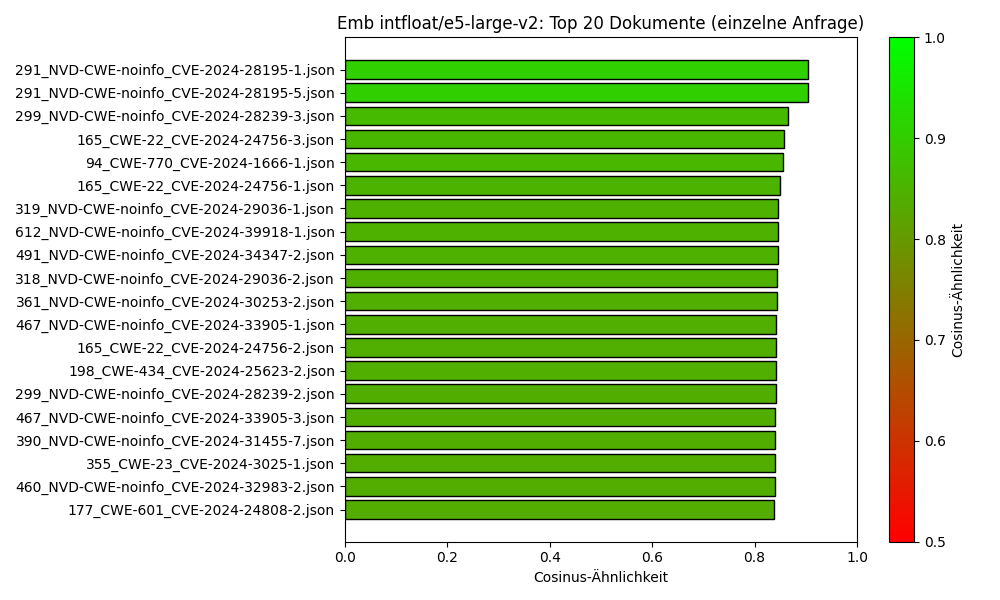 Emb intfloat/e5-large-v2: Top 20 Dokumente (einzelne Anfrage)
291_NVD-CWE-noinfo_CVE-2024-28195-1.json
291_NVD-CWE-noinfo_CVE-2024-28195-5.json
299_NVD-CWE-noinfo_CVE-2024-28239-3.json
165_CWE-22_CVE-2024-24756-3.json
94_CWE-770_CVE-2024-1666-1.json
165_CWE-22_CVE-2024-24756-1.json
319_NVD-CWE-noinfo_CVE-2024-29036-1.json
612_NVD-CWE-noinfo_CVE-2024-39918-1.json
491_NVD-CWE-noinfo_CVE-2024-34347-2.json
318_NVD-CWE-noinfo_CVE-2024-29036-2.json
361_NVD-CWE-noinfo_CVE-2024-30253-2.json
467_NVD-CWE-noinfo_CVE-2024-33905-1.json
165_CWE-22_CVE-2024-24756-2.json
198_CWE-434_CVE-2024-25623-2.json
299_NVD-CWE-noinfo_CVE-2024-28239-2.json
467_NVD-CWE-noinfo_CVE-2024-33905-3.json
390_NVD-CWE-noinfo_CVE-2024-31455-7.json
355_CWE-23_CVE-2024-3025-1.json
460_NVD-CWE-noinfo_CVE-2024-32983-2.json
177_CWE-601_CVE-2024-24808-2.json
0.0 0.2 0.4 0.6 0.8 1.0
Cosinus-Ähnlichkeit
1.0
0.9
0.8
0.7
0.6
0.5
Cosinus-Ähnlichkeit